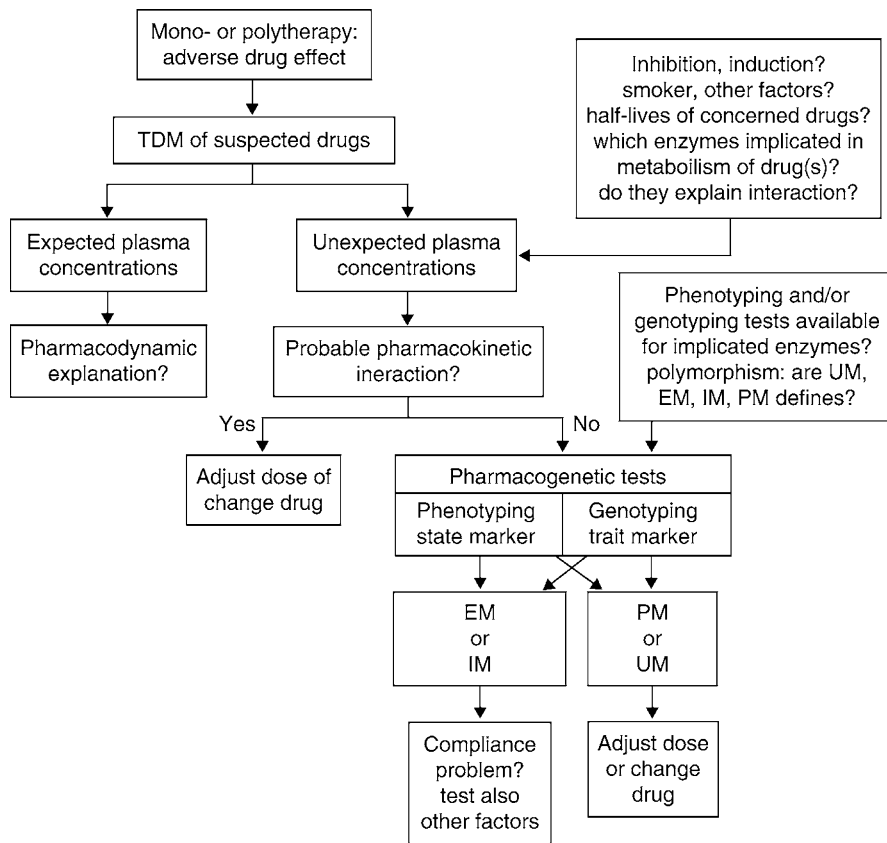 Mono- or polytherapy:
adverse drug effect
Inhibition, induction?
smoker, other factors?
half-lives of concerned drugs?
which enzymes implicated in
metaboilism of drug(s)?
do they explain interaction?
TDM of suspected drugs
Expected plasma
concentrations
Unexpected plasma
concentrations
Phenotyping and/or
genotyping tests available
for implicated enzymes?
polymorphism: are UM,
EM, IM, PM defines?
Pharmacodynamic
explanation?
Probable pharmacokinetic
ineraction?
Yes
No
Adjust dose of
change drug
Pharmacogenetic tests
Phenotyping
state marker
Genotyping
trait marker
EM
or
IM
PM
or
UM
Compliance
problem?
test also
other factors
Adjust dose
or change
drug